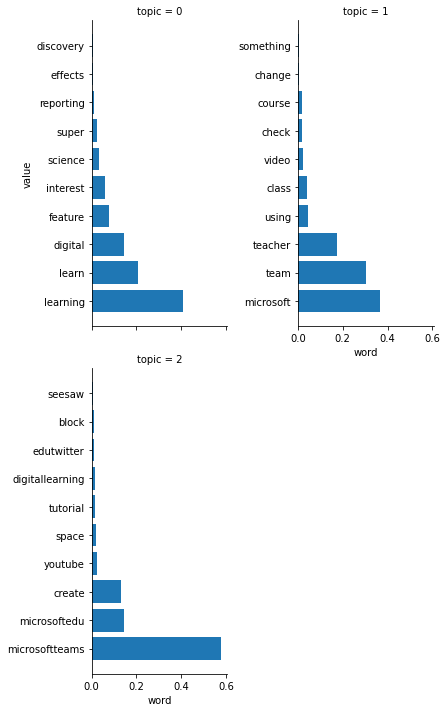 topic = 0
value
discovery
effects
reporting
super
science
interest
feature
digital
learn
learning
topic = 1
something
change
course
check
video
class
using
teacher
team
microsoft
0.0 0.2 0.4 0.6
word
topic = 2
seesaw
block
edutwitter
digitallearning
tutorial
space
youtube
create
microsoftedu
microsoftteams
0.0 0.2 0.4 0.6
word